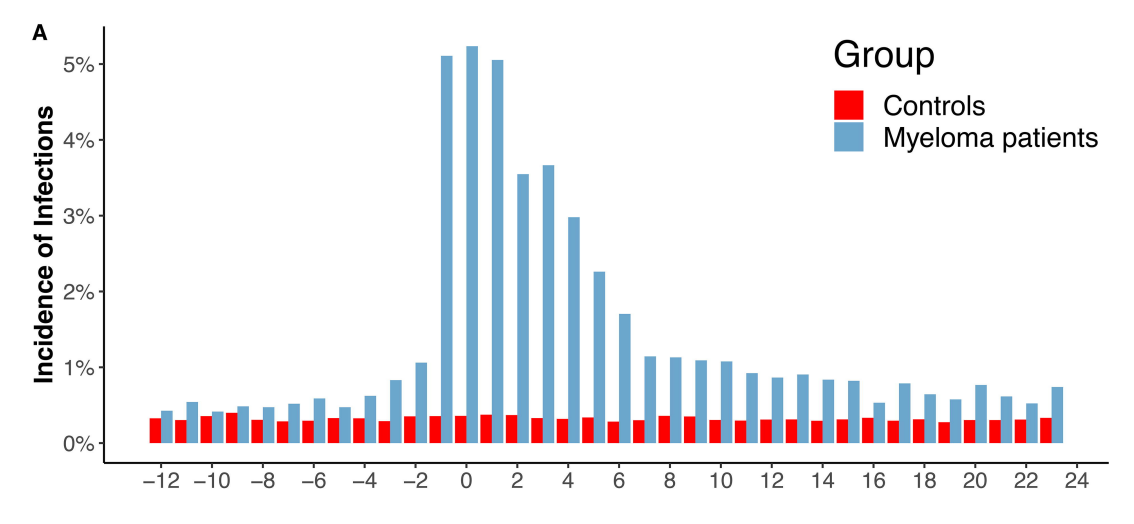 A
Incidence of Infections
5%
4%
3%
2%
1%
0%
−12 −10 −8 −6 −4 −2 0 2 4 6 8 10 12 14 16 18 20 22 24
Group
Controls
Myeloma patients